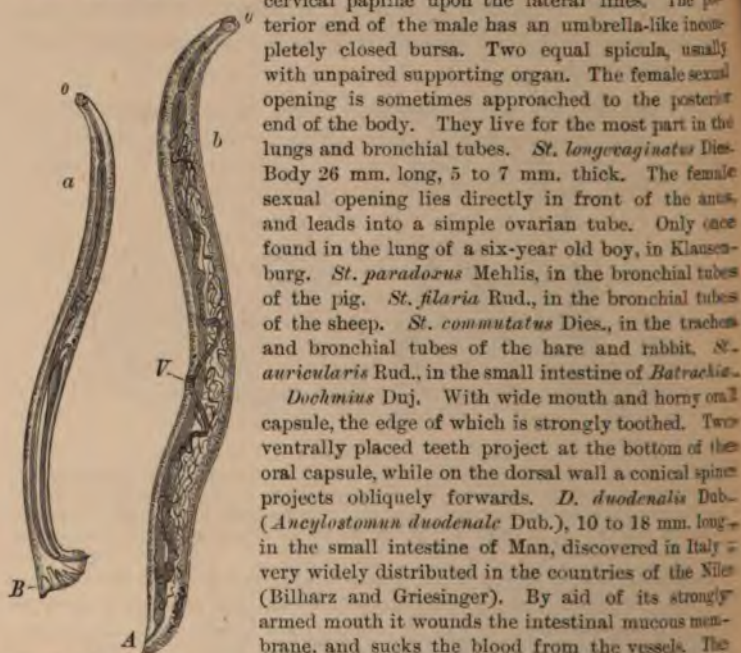 cervical papillæ upon the lateral lines. The
terior end of the male has an umbrella-like incom-
pletely closed bursa. Two equal spicula, usually
with unpaired supporting organ. The female sexual
opening is sometimes approached to the posterior
end of the body. They live for the most part in the
lungs and bronchial tubes. St. longevaginatus Dies.
Body 26 mm. long, 5 to 7 mm. thick. The female
sexual opening lies directly in front of the anus,
and leads into a simple ovarian tube. Only once
found in the lung of a six-year old boy, in Klausen-
burg. St. paradoxus Mehlis, in the bronchial tubes
of the pig. St. filaria Rud., in the bronchial tubes
of the sheep. St. commutatus Dies., in the trachea
and bronchial tubes of the hare and rabbit. St.
auricularis Rud., in the small intestine of Batrachia.
Dochmius Duj. With wide mouth and horny oral
capsule, the edge of which is strongly toothed. Two
ventrally placed teeth project at the bottom of the
oral capsule, while on the dorsal wall a conical spine
projects obliquely forwards. D. duodenalis Dub.
(Ancylostomun duodenale Dub.), 10 to 18 mm. long,
in the small intestine of Man, discovered in Italy;
very widely distributed in the countries of the Nile
(Bilharz and Griesinger). By aid of its strongly
armed mouth it wounds the intestinal mucous mem-
brane, and sucks the blood from the vessels. The
O
a
B
O
b
V
A